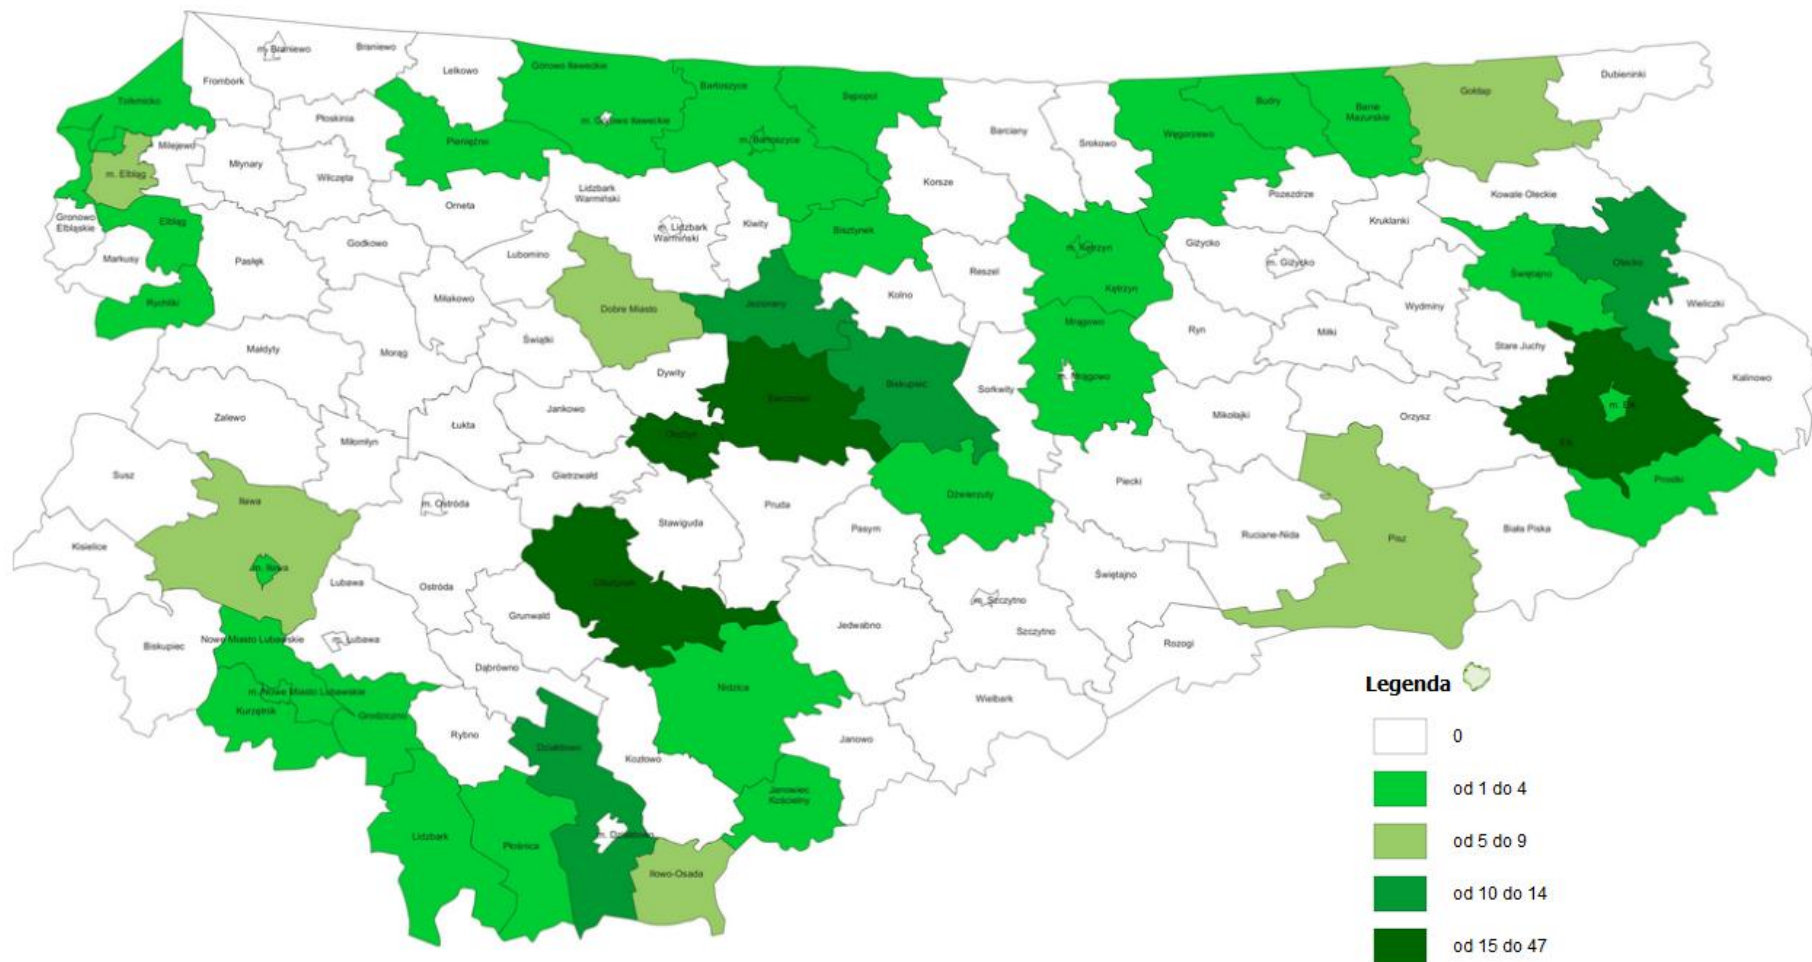 m. Braniewo
Braniewo
Lelkowo
Frombork
Górowo Iławeckie
Bartoszyce
Sępopol
Dubieninki
Gołdap
Tolkmicko
Płoskinia
m. Górowo Iławeckie
Barciany
Srokowo
Węgorzewo
Budry
Banie
Mazurskie
Milejewo
Młynary
Pieniężno
m. Bartoszyce
m. Elbląg
Wilczęta
Lidzbark
Warmiński
Korsze
Pozezdrze
Kowale Oleckie
Orneta
Kruklanki
Gronowo
Elbląskie
Elbląg
Godkowo
m. Lidzbark
Warmiński
Kiwity
Bisztynek
m. Kętrzyn
Giżycko
m. Giżycko
Markusy
Pasłęk
Lubomino
Reszel
Świętajno
Olecko
Rychliki
Miłakowo
Dobre Miasto
Jeziorany
Kolno
Kętrzyn
Wydminy
Wieliczki
Małdyty
Morąg
Świątki
Mrągowo
Ryn
Miłki
Stare Juchy
Dywity
Biskupiec
m. Mrągowo
Sorkwity
Kalinowo
Zalewo
Łukta
Jankowo
Barczewo
Mikołajki
Orzysz
m. Ełk
Miłomłyn
Olsztyn
Ełk
Susz
Gietrzwałd
Dźwierzuty
Piecki
Prostki
Iława
m. Ostróda
Stawiguda
Pruda
Pasym
Ruciane-Nida
Pisz
Biała Piska
Kisielice
m. Iława
Lubawa
Ostróda
Olsztynek
Świętajno
Grunwald
Jedwabno
m. Szczytno
Szczytno
Biskupiec
Nowe Miasto Lubawskie
m. Lubawa
Dąbrówno
Rozogi
m. Nowe Miasto Lubawskie
Nidzica
Wielbark
Kurzętnik
Grodziczno
Rybno
Działdowo
Kozłowo
Janowo
Janowiec
Kościelny
Lidzbark
Płośnica
m. Działdowo
Iłowo-Osada
Legenda
0
od 1 do 4
od 5 do 9
od 10 do 14
od 15 do 47